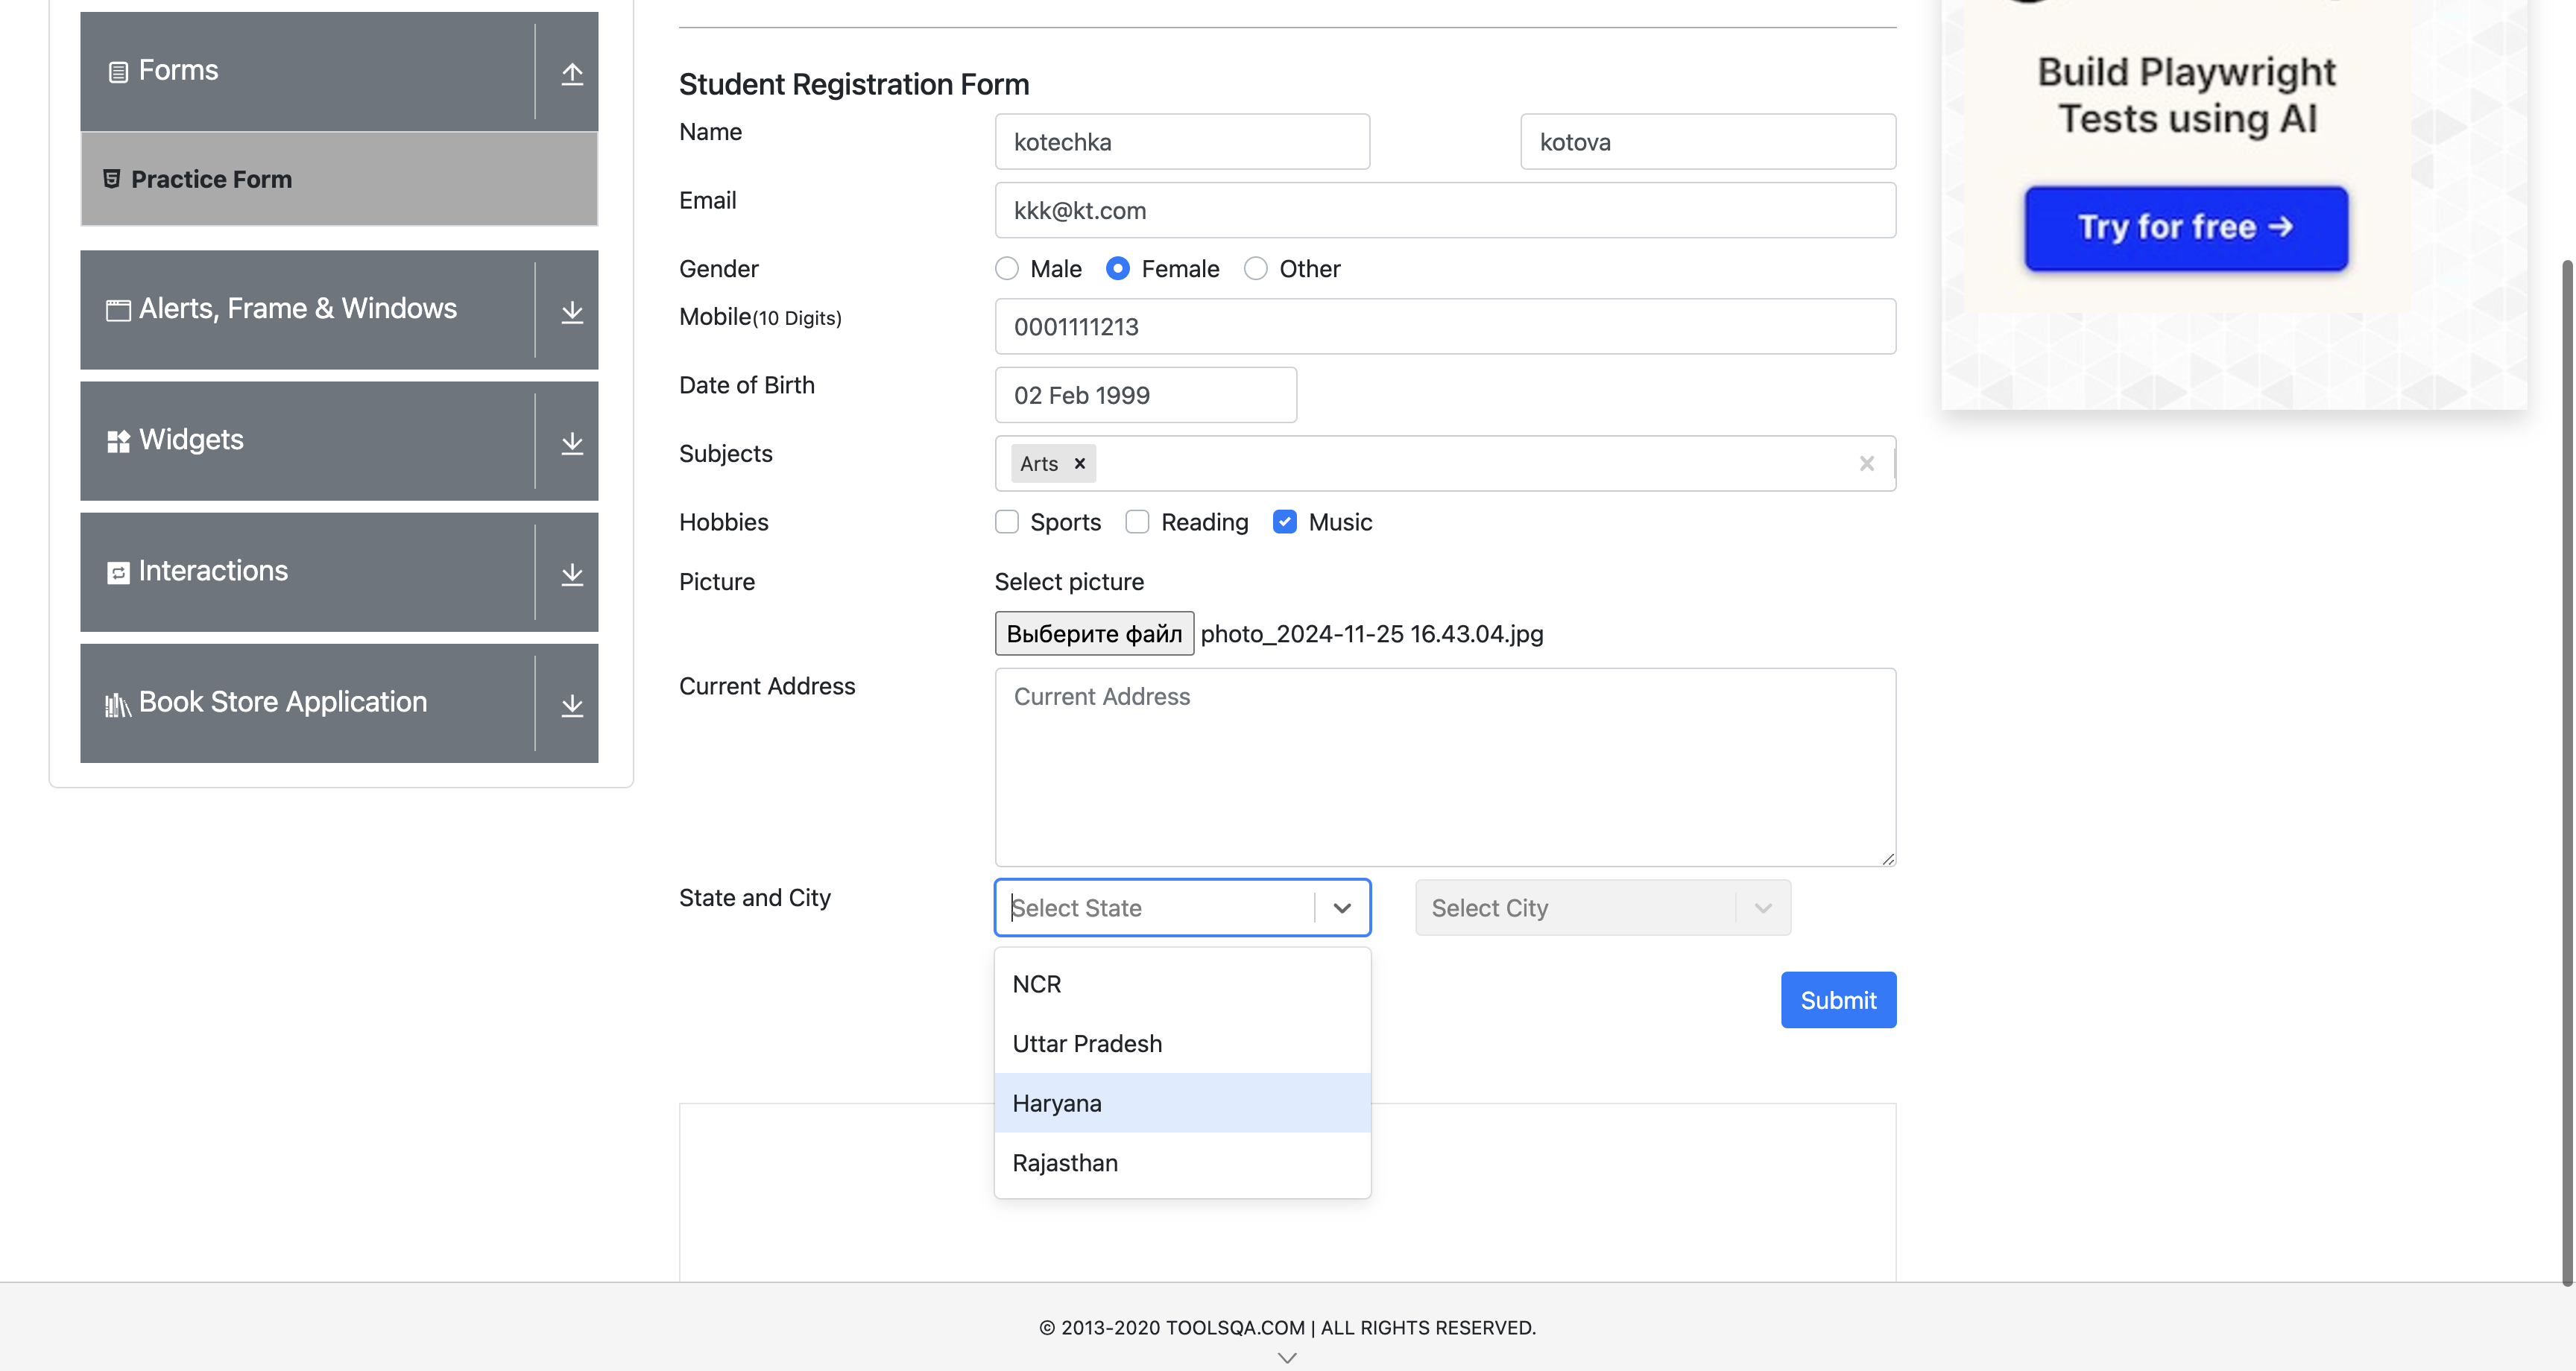 Forms
Practice Form
Alerts, Frame & Windows
Widgets
Interactions
Book Store Application
Student Registration Form
Name
kotechka
kotova
Email
kkk@kt.com
Gender
Male
Female
Other
Mobile(10 Digits)
0001111213
Date of Birth
02 Feb 1999
Subjects
Arts
Hobbies
Sports
Reading
Music
Picture
Select picture
Выберите файл photo_2024-11-25 16.43.04.jpg
Current Address
Current Address
State and City
Select State
Select City
NCR
Uttar Pradesh
Haryana
Rajasthan
Submit
Build Playwright
Tests using AI
Try for free →
© 2013-2020 TOOLSQA.COM | ALL RIGHTS RESERVED.